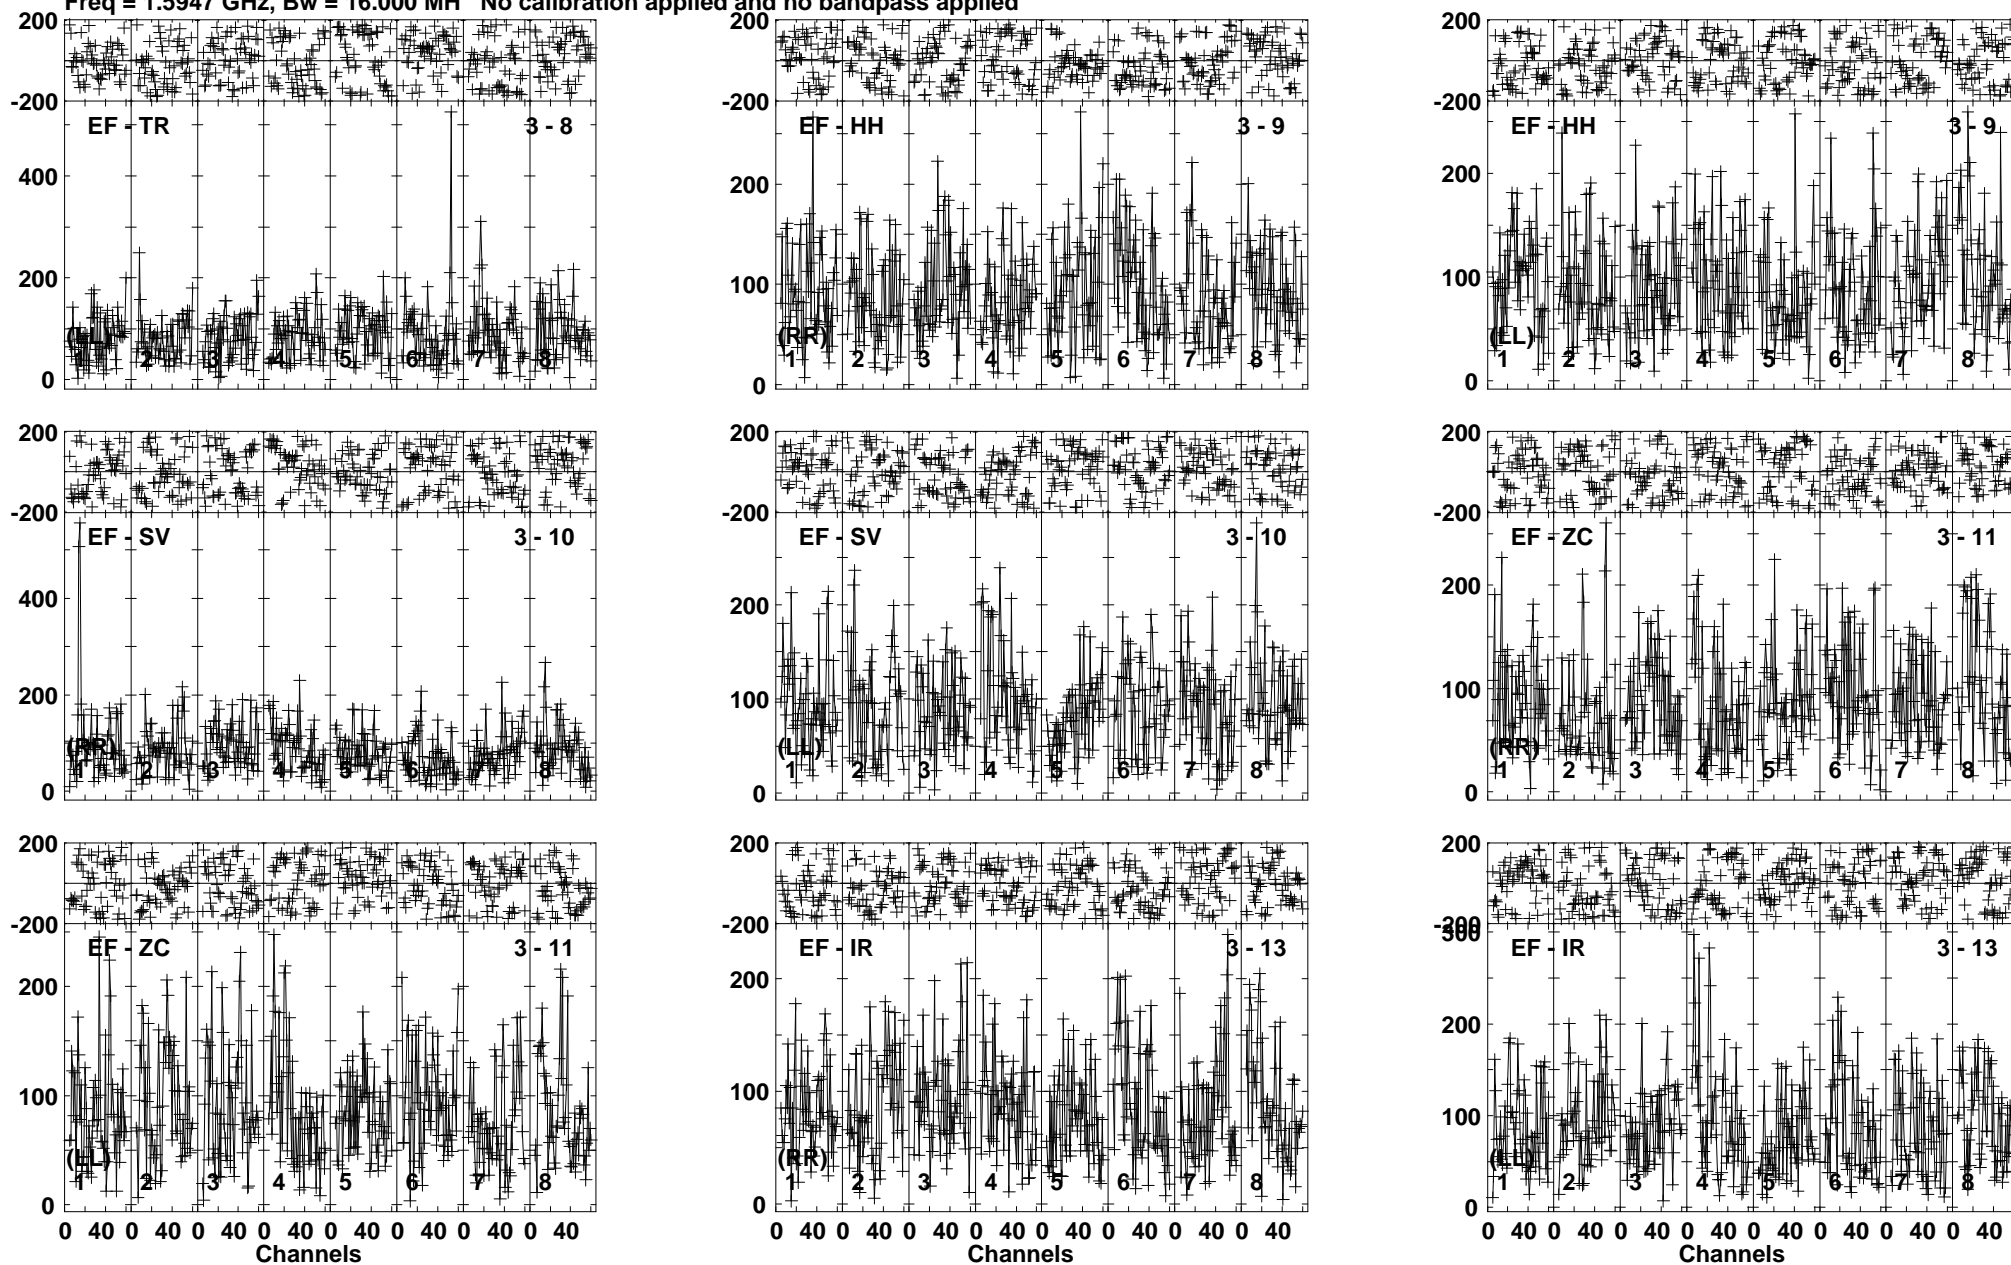 Freq = 1.5947 GHz, Bw = 16.000 MH No calibration applied and no bandpass applied
200 200 200
-200 -200 -200
EF - TR 3 - 8 EF - HH 3 - 9 EF - HH 3 - 9
400 200 200
200 100 100
(LL) (RR) (LL)
1 2 3 4 5 6 7 8 1 2 3 4 5 6 7 8 1 2 3 4 5 6 7 8
0 0 0
200 200 200
-200 -200 -200
EF - SV 3 - 10 EF - SV 3 - 10 EF - ZC 3 - 11
400 200 200
200 100 100
(RR) (LL) (RR)
1 2 3 4 5 6 7 8 1 2 3 4 5 6 7 8 1 2 3 4 5 6 7 8
0 0 0
200 200 200
-200 -200 -200
300
EF - ZC 3 - 11 EF - IR 3 - 13 EF - IR 3 - 13
200 200 200
100 100 100
(LL) (RR) (LL)
1 2 3 4 5 6 7 8 1 2 3 4 5 6 7 8 1 2 3 4 5 6 7 8
0 0 0
0 40 0 40 0 40 0 40 0 40 0 40 0 40 0 40 0 40 0 40 0 40 0 40 0 40 0 40 0 40 0 40 0 40 0 40 0 40 0 40 0 40 0 40 0 40 0 40
Channels Channels Channels